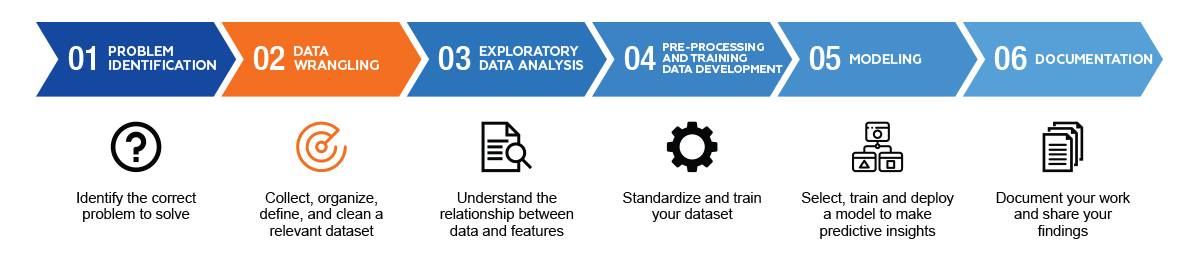 01 PROBLEM
IDENTIFICATION
02 DATA
WRANGLING
03 EXPLORATORY
DATA ANALYSIS
04 PRE-PROCESSING
AND TRAINING
DATA DEVELOPMENT
05 MODELING
06 DOCUMENTATION
Identify the correct
problem to solve
Collect, organize,
define, and clean a
relevant dataset
Understand the
relationship between
data and features
Standardize and train
your dataset
Select, train and deploy
a model to make
predictive insights
Document your work
and share your
findings